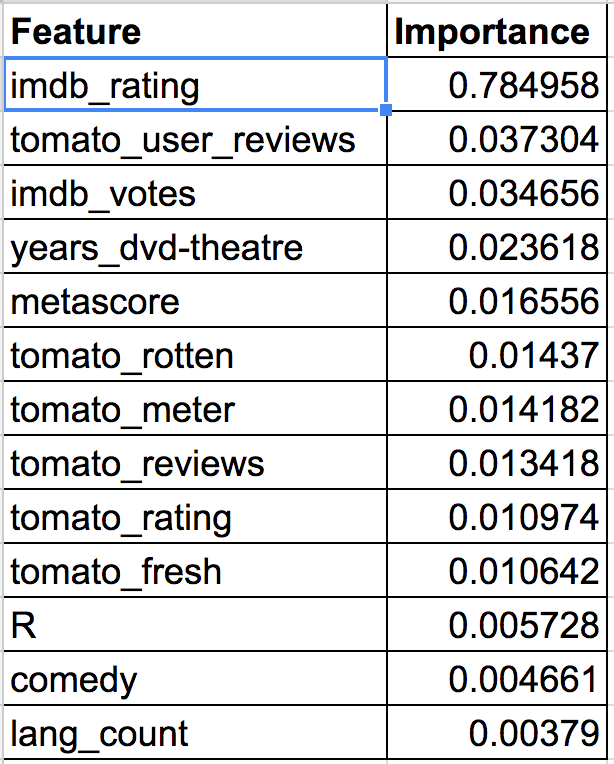 Feature Importance
imdb_rating 0.784958
tomato_user_reviews 0.037304
imdb_votes 0.034656
years_dvd-theatre 0.023618
metascore 0.016556
tomato_rotten 0.01437
tomato_meter 0.014182
tomato_reviews 0.013418
tomato_rating 0.010974
tomato_fresh 0.010642
R 0.005728
comedy 0.004661
lang_count 0.00379